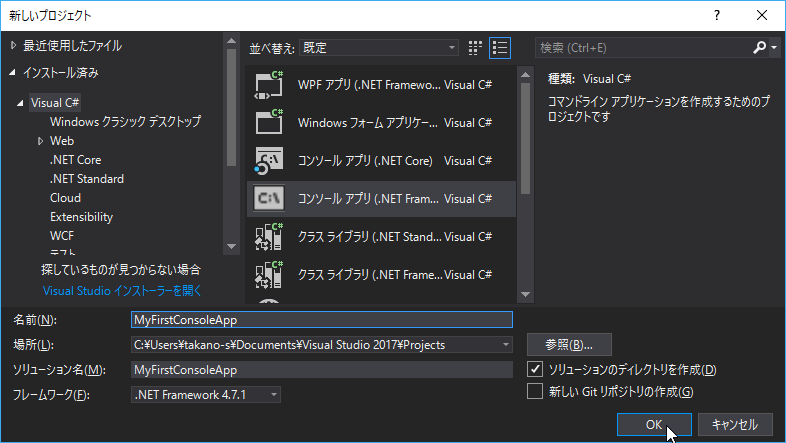 新しいプロジェクト
? ×
最近使用したファイル
インストール済み
Visual C#
Windows クラシック デスクトップ
Web
.NET Core
.NET Standard
Cloud
Extensibility
WCF
テスト
探しているものが見つからない場合
Visual Studio インストーラーを開く
並べ替え: 既定
検索 (Ctrl+E)
WPF アプリ (.NET Framewo... Visual C#
Windows フォーム アプリケー... Visual C#
コンソール アプリ (.NET Core) Visual C#
コンソール アプリ (.NET Fram... Visual C#
クラス ライブラリ (.NET Stand... Visual C#
クラス ライブラリ (.NET Frame... Visual C#
種類: Visual C#
コマンドライン アプリケーションを作成するためのプ
ロジェクトです
名前(N): MyFirstConsoleApp
場所(L): C:¥Users¥takano-s¥Documents¥Visual Studio 2017¥Projects
参照(B)...
ソリューション名(M): MyFirstConsoleApp
ソリューションのディレクトリを作成(D)
フレームワーク(F): .NET Framework 4.7.1
新しい Git リポジトリの作成(G)
OK
キャンセル